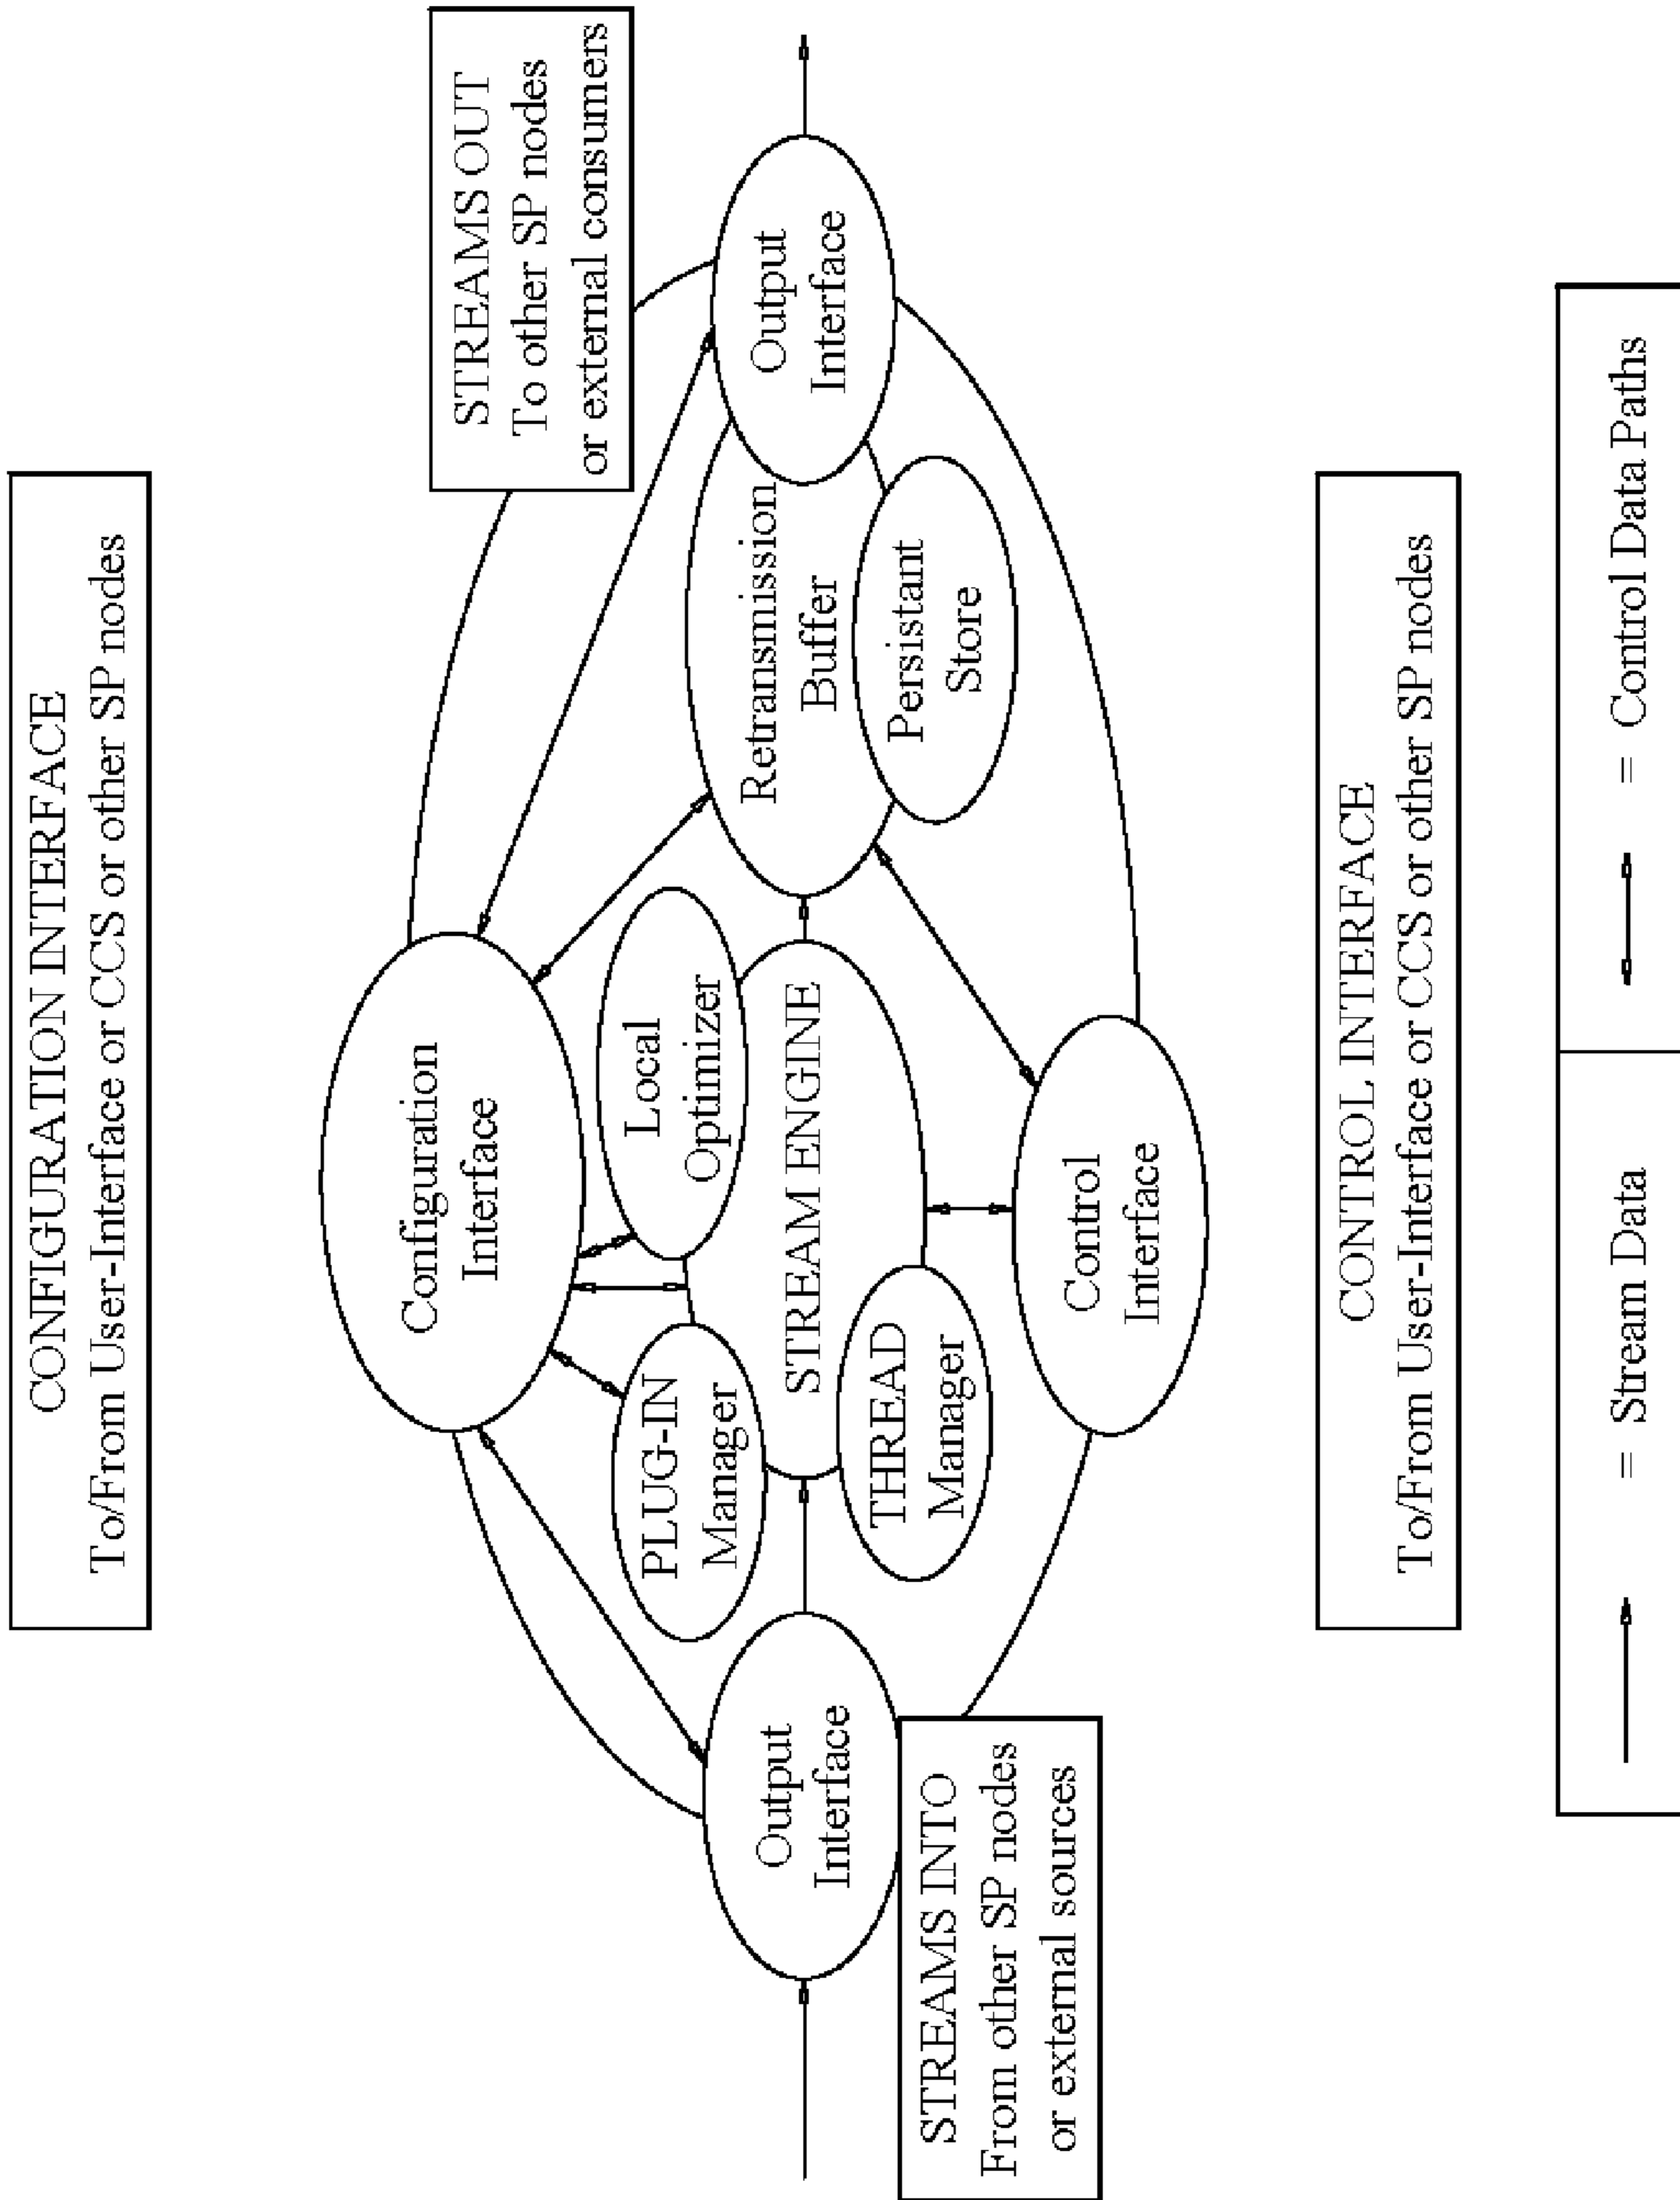 CONFIGURATION INTERFACE
To/From User-Interface or CCS or other SP nodes
STREAMS OUT
To other SP nodes
or external consumers
Configuration
Interface
Local
Optimizer
PLUG-IN
Manager
STREAM ENGINE
THREAD
Manager
Retransmission
Buffer
Persistant
Store
Output
Interface
Output
Interface
Control
Interface
STREAMS INTO
From other SP nodes
or external sources
CONTROL INTERFACE
To/From User-Interface or CCS or other SP nodes
= Stream Data
= Control Data Paths